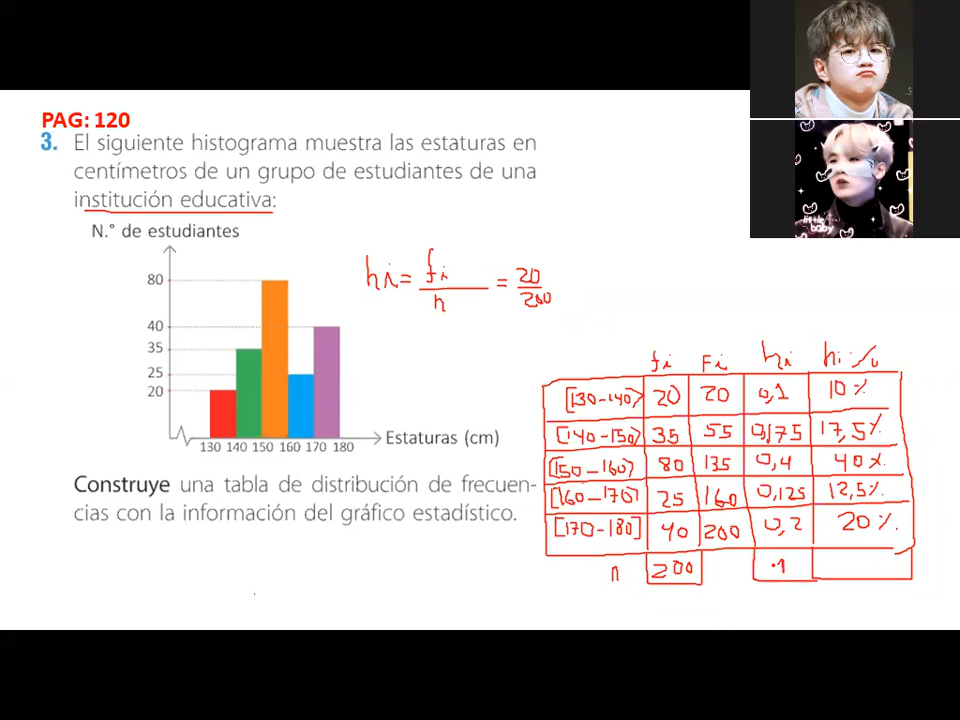 PAG: 120
3. El siguiente histograma muestra las estaturas en
centímetros de un grupo de estudiantes de una
institución educativa:
N.° de estudiantes
80
40
35
25
20
130 140 150 160 170 180
Estaturas (cm)
hi = fi / n = 20 / 200
Construye una tabla de distribución de frecuen-
cias con la información del gráfico estadístico.
fi Fi hi hi %
[130-140⟩ 20 20 0,1 10%
[140-150⟩ 35 55 0,175 17,5%
[150-160⟩ 80 135 0,4 40%
[160-170⟩ 25 160 0,125 12,5%
[170-180] 40 200 0,2 20%
n 200 1
little
baby